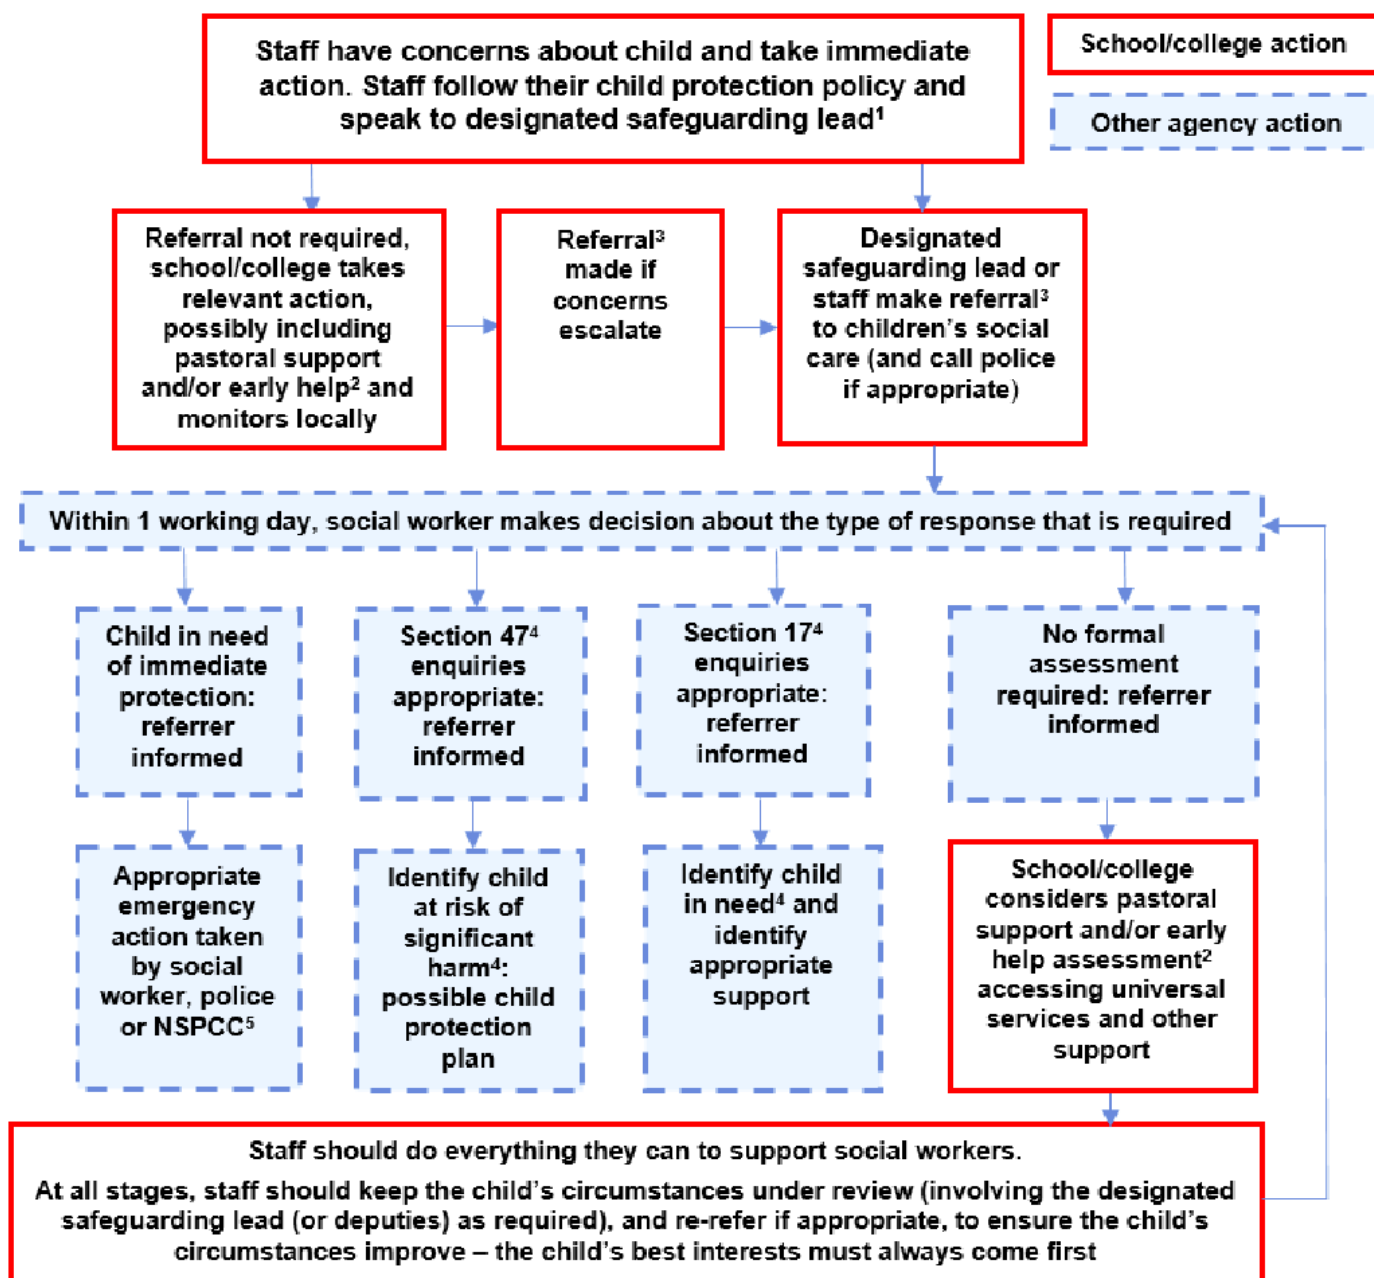 Staff have concerns about child and take immediate
action. Staff follow their child protection policy and
speak to designated safeguarding lead¹
School/college action
Other agency action
Referral not required,
school/college takes
relevant action,
possibly including
pastoral support
and/or early help² and
monitors locally
Referral³
made if
concerns
escalate
Designated
safeguarding lead or
staff make referral³
to children’s social
care (and call police
if appropriate)
Within 1 working day, social worker makes decision about the type of response that is required
Child in need
of immediate
protection:
referrer
informed
Section 47⁴
enquiries
appropriate:
referrer
informed
Section 17⁴
enquiries
appropriate:
referrer
informed
No formal
assessment
required: referrer
informed
Appropriate
emergency
action taken
by social
worker, police
or NSPCC⁵
Identify child
at risk of
significant
harm⁴:
possible child
protection
plan
Identify child
in need⁴ and
identify
appropriate
support
School/college
considers pastoral
support and/or early
help assessment²
accessing universal
services and other
support
Staff should do everything they can to support social workers.
At all stages, staff should keep the child’s circumstances under review (involving the designated
safeguarding lead (or deputies) as required), and re-refer if appropriate, to ensure the child’s
circumstances improve – the child’s best interests must always come first